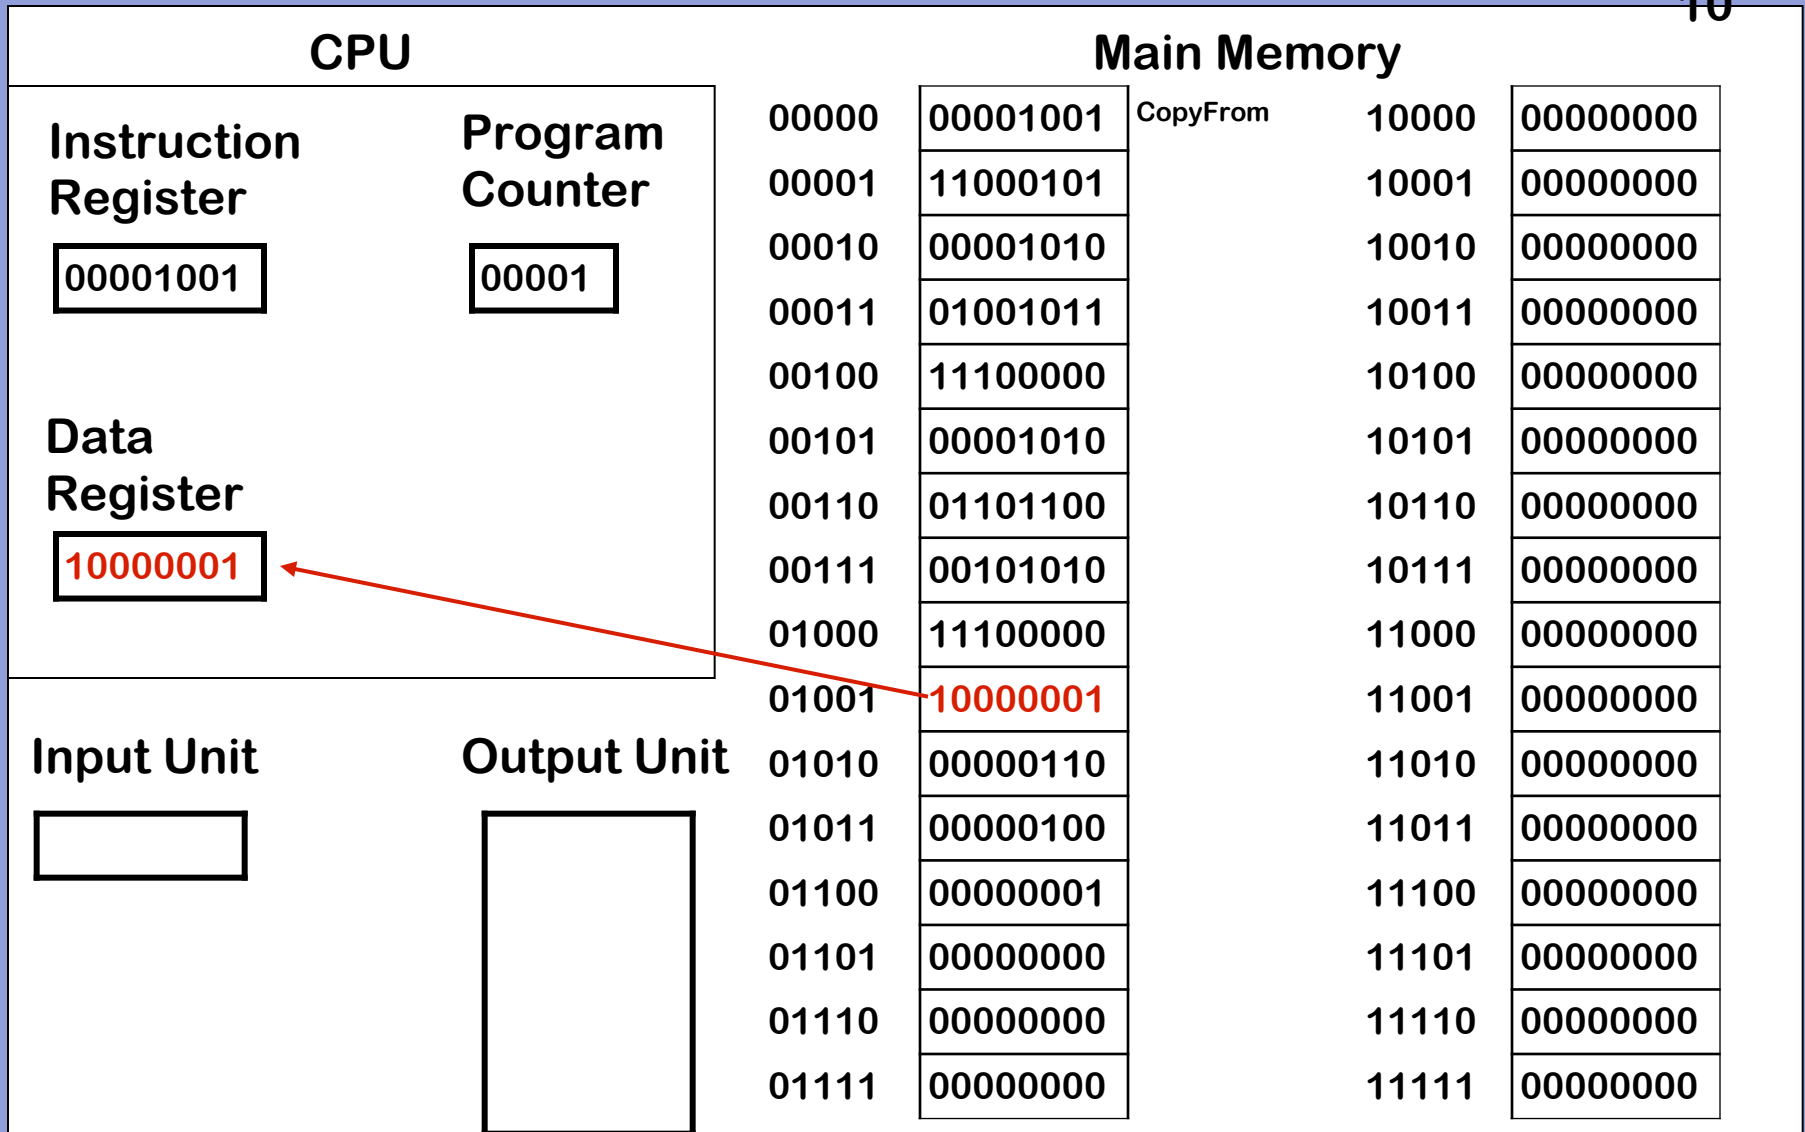 10
CPU
Main Memory
Instruction
Register
Program
Counter
00001001
00001
Data
Register
10000001
Input Unit
Output Unit
00000 00001001 CopyFrom 10000 00000000
00001 11000101 10001 00000000
00010 00001010 10010 00000000
00011 01001011 10011 00000000
00100 11100000 10100 00000000
00101 00001010 10101 00000000
00110 01101100 10110 00000000
00111 00101010 10111 00000000
01000 11100000 11000 00000000
01001 10000001 11001 00000000
01010 00000110 11010 00000000
01011 00000100 11011 00000000
01100 00000001 11100 00000000
01101 00000000 11101 00000000
01110 00000000 11110 00000000
01111 00000000 11111 00000000